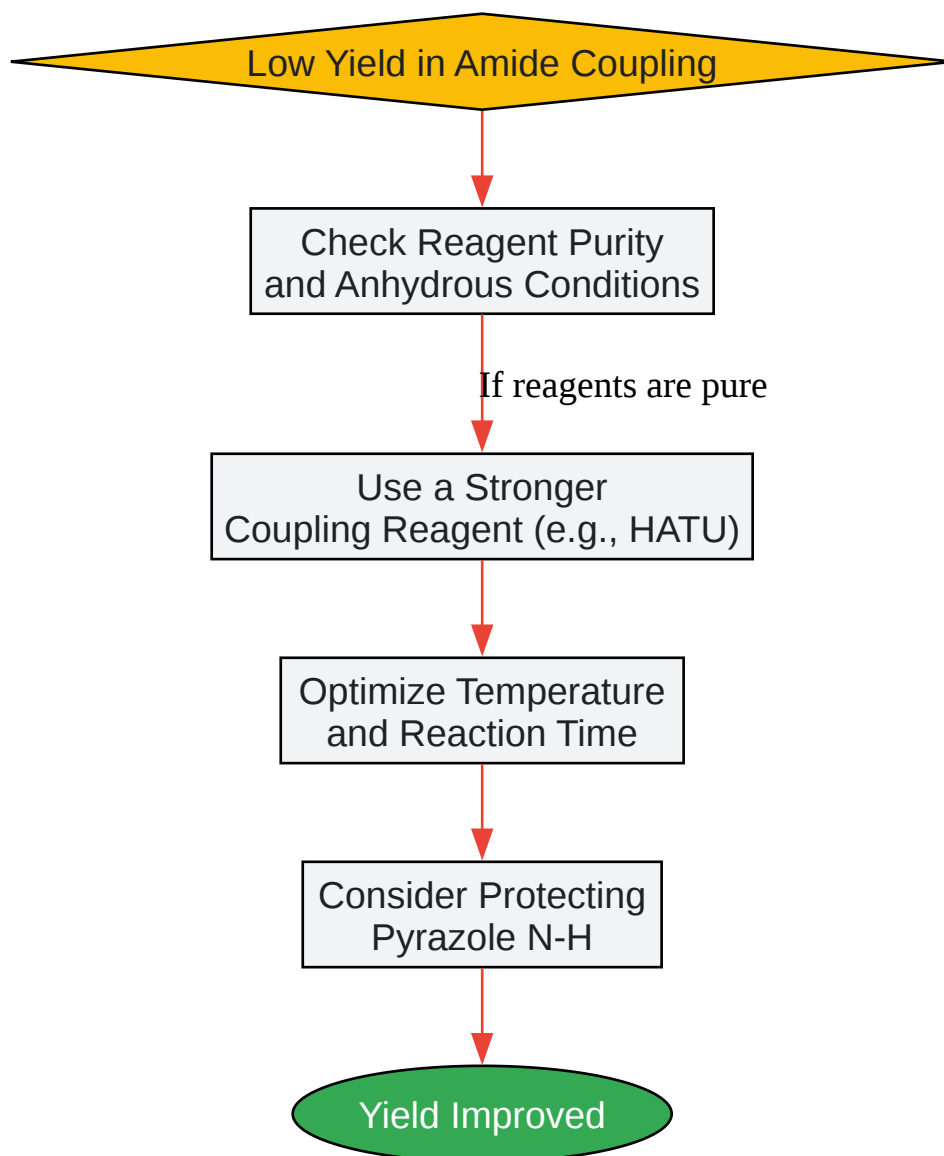 Low Yield in Amide Coupling
Check Reagent Purity
and Anhydrous Conditions
If reagents are pure
Use a Stronger
Coupling Reagent (e.g., HATU)
Optimize Temperature
and Reaction Time
Consider Protecting
Pyrazole N-H
Yield Improved